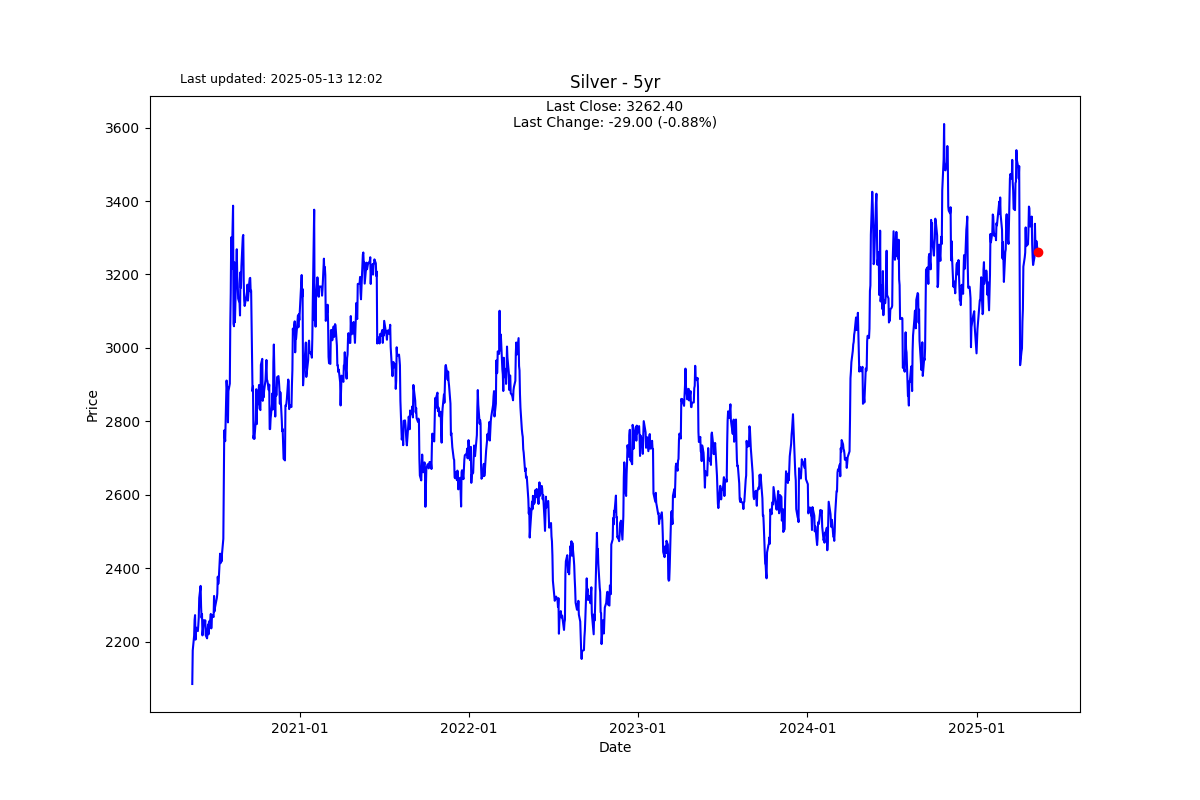 Last updated: 2025-05-13 12:02
Silver - 5yr
Last Close: 3262.40
Last Change: -29.00 (-0.88%)
3600
3400
3200
3000
2800
2600
2400
2200
Price
2021-01
2022-01
2023-01
2024-01
2025-01
Date